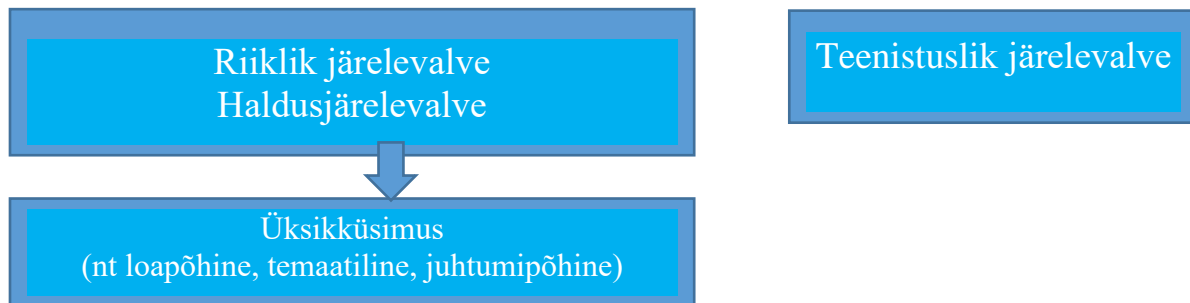 Riiklik järelevalve
Haldusjärelevalve
Teenistuslik järelevalve
Üksikküsimus
(nt loapõhine, temaatiline, juhtumipõhine)